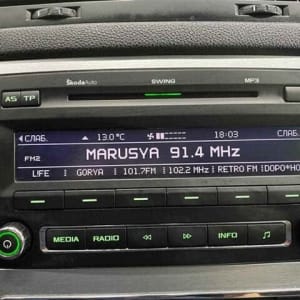 ŠkodaAuto SWING MP3
AS TP
◀СЛАБ. ▲ 13.0°C 18:03 СЛАБ.
FM2 MARUSYA 91.4 MHz
LIFE | GORYA | 101.7FM | 102.2 MHz | RETRO FM | DOPO*HO
MEDIA RADIO INFO